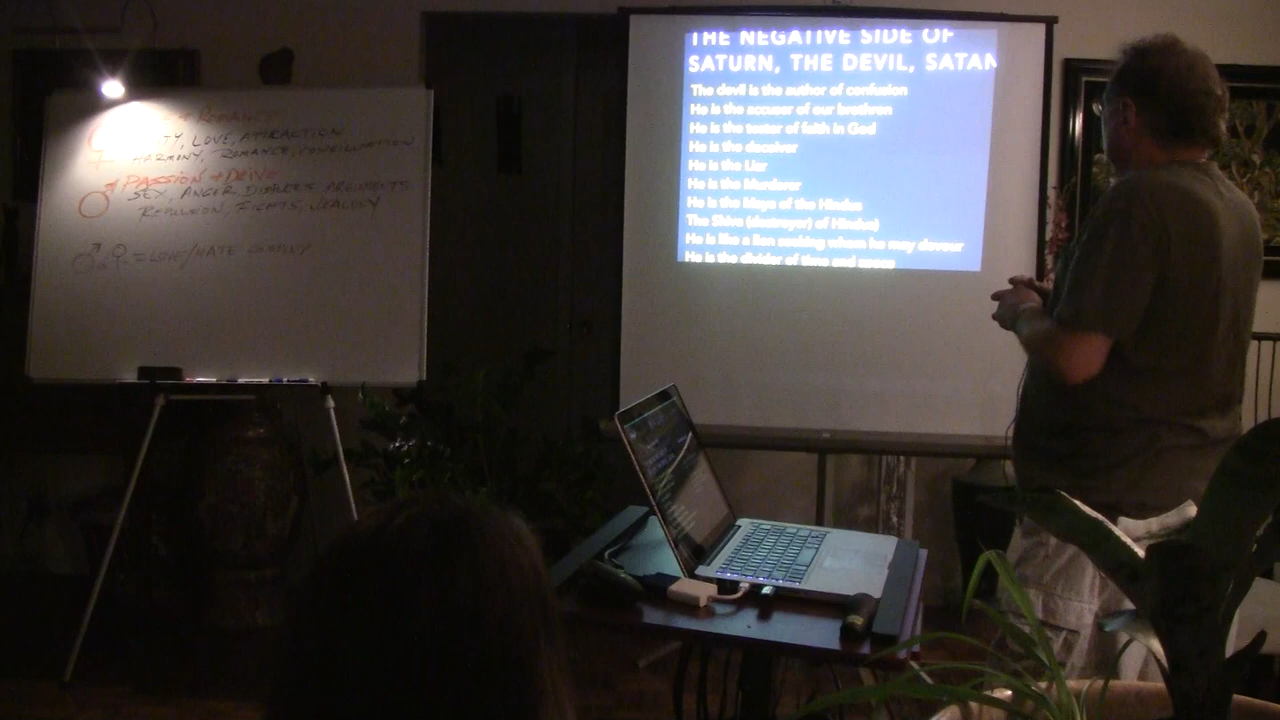 + ROMANCE
TY, LOVE, ATTRACTION
HARMONY, ROMANCE,
♂ PASSION + DRIVE
SEX, ANGER, ARGUMENTS
REPULSION, FIGHTS, JEALOUSY
= LOVE/HATE
THE NEGATIVE SIDE OF
SATURN, THE DEVIL, SATAN
The devil is the author of confusion
He is the accuser of our brethren
He is the tester of faith in God
He is the deceiver
He is the Liar
He is the Murderer
He is the Maya of the Hindus
The Shiva (destroyer) of Hindus)
He is like a lion seeking whom he may devour
He is the divider of time and space